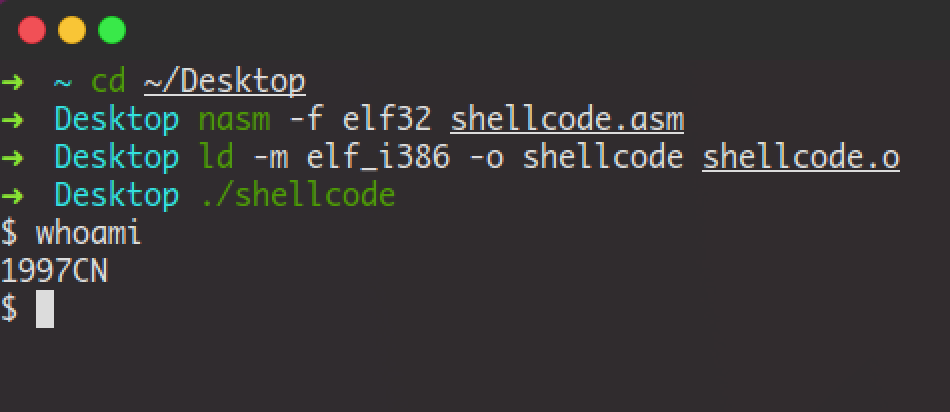 ➜ ~ cd ~/Desktop
➜ Desktop nasm -f elf32 shellcode.asm
➜ Desktop ld -m elf_i386 -o shellcode shellcode.o
➜ Desktop ./shellcode
$ whoami
1997CN
$